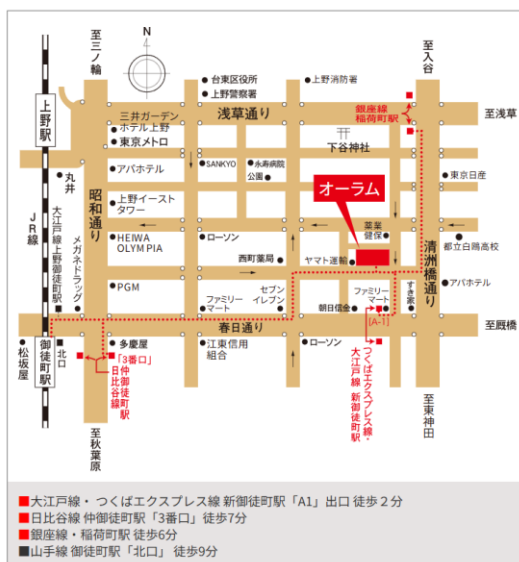 N
至三ノ輪
至入谷
台東区役所
上野消防署
上野警察署
三井ガーデン
ホテル上野
浅草通り
銀座線
稲荷町駅
至浅草
上野駅
東京メトロ
下谷神社
丸井
アパホテル
SANKYO
永寿病院
公園
東京日産
オーラム
昭和通り
上野イースト
タワー
JR線
大江戸線上野御徒町駅
メガネドラッグ
HEIWA
OLYMPIA
ローソン
薬業
健保
清洲橋通り
都立白鴎高校
西町薬局
ヤマト運輸
PGM
セブン
イレブン
ファミリー
マート
朝日信金
ファミリー
マート
すき家
アパホテル
[A-1]
春日通り
至厩橋
御徒町駅
松坂屋
北口
多慶屋
「3番口」
仲御徒町駅
日比谷線
江東信用
組合
ローソン
つくばエクスプレス線・
大江戸線 新御徒町駅
至秋葉原
至東神田
■大江戸線・ つくばエクスプレス線 新御徒町駅「A1」出口 徒歩２分
■日比谷線 仲御徒町駅「3番口」徒歩7分
■銀座線・稲荷町駅 徒歩6分
■山手線 御徒町駅「北口」 徒歩9分